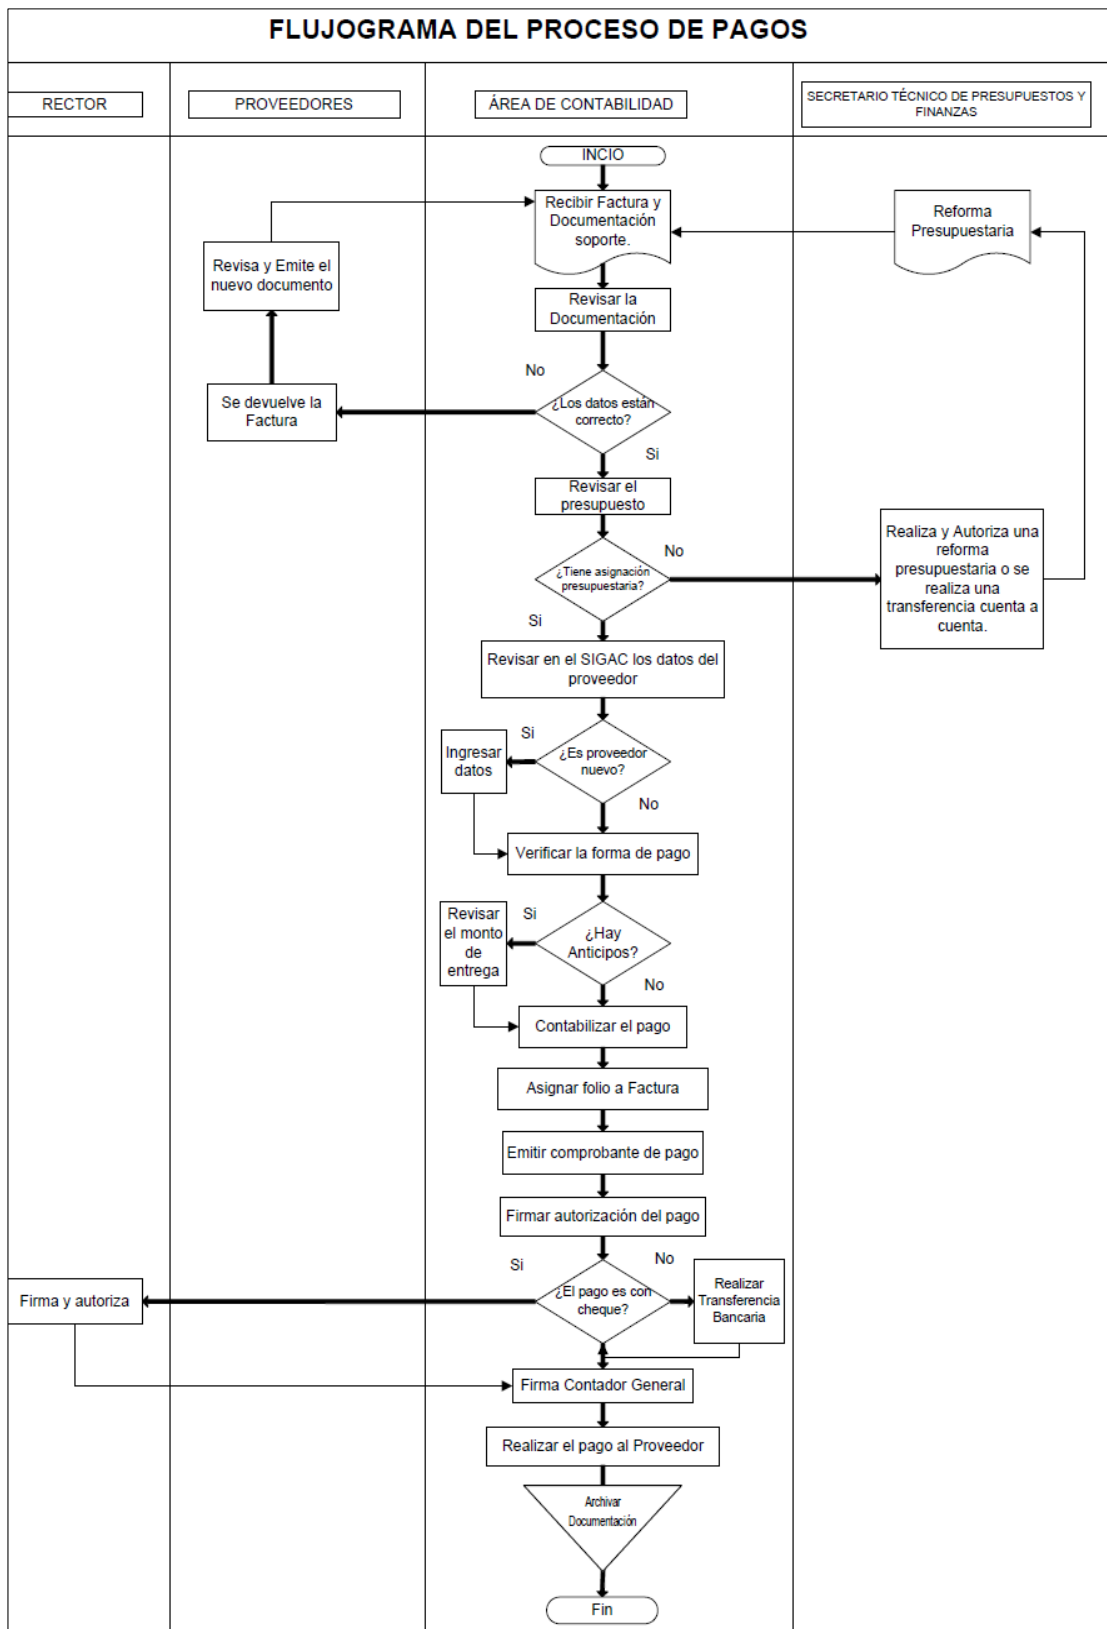 FLUJOGRAMA DEL PROCESO DE PAGOS
RECTOR
PROVEEDORES
ÁREA DE CONTABILIDAD
SECRETARIO TÉCNICO DE PRESUPUESTOS Y
FINANZAS
INCIO
Recibir Factura y
Documentación
soporte.
Reforma
Presupuestaria
Revisa y Emite el
nuevo documento
Revisar la
Documentación
No
¿Los datos están
correcto?
Se devuelve la
Factura
Si
Revisar el
presupuesto
No
¿Tiene asignación
presupuestaria?
Realiza y Autoriza una
reforma
presupuestaria o se
realiza una
transferencia cuenta a
cuenta.
Si
Revisar en el SIGAC los datos del
proveedor
Si
¿Es proveedor
nuevo?
Ingresar
datos
No
Verificar la forma de pago
Si
¿Hay
Anticipos?
Revisar
el monto
de
entrega
No
Contabilizar el pago
Asignar folio a Factura
Emitir comprobante de pago
Firmar autorización del pago
Si
No
¿El pago es con
cheque?
Firma y autoriza
Realizar
Transferencia
Bancaria
Firma Contador General
Realizar el pago al Proveedor
Archivar
Documentación
Fin